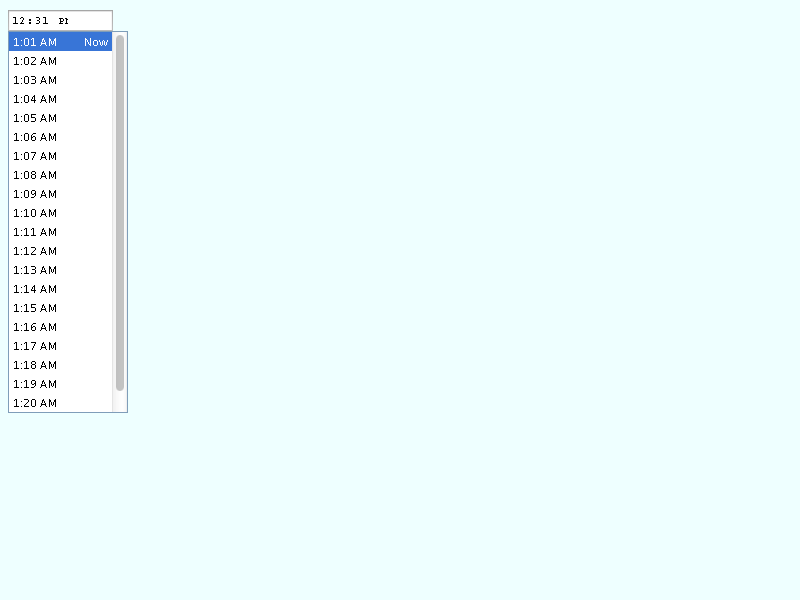 12:31
1:01 AM Now
1:02 AM
1:03 AM
1:04 AM
1:05 AM
1:06 AM
1:07 AM
1:08 AM
1:09 AM
1:10 AM
1:11 AM
1:12 AM
1:13 AM
1:14 AM
1:15 AM
1:16 AM
1:17 AM
1:18 AM
1:19 AM
1:20 AM